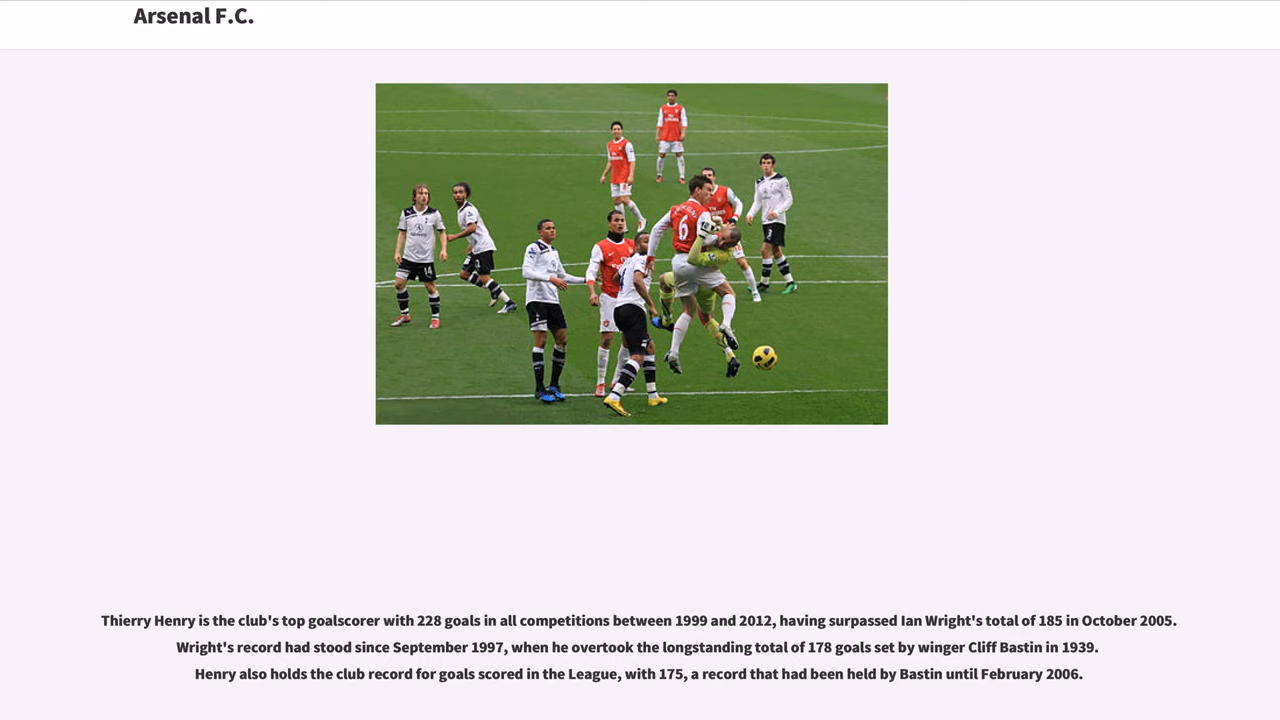 Arsenal F.C.
6
14
3
Thierry Henry is the club's top goalscorer with 228 goals in all competitions between 1999 and 2012, having surpassed Ian Wright's total of 185 in October 2005.
Wright's record had stood since September 1997, when he overtook the longstanding total of 178 goals set by winger Cliff Bastin in 1939.
Henry also holds the club record for goals scored in the League, with 175, a record that had been held by Bastin until February 2006.